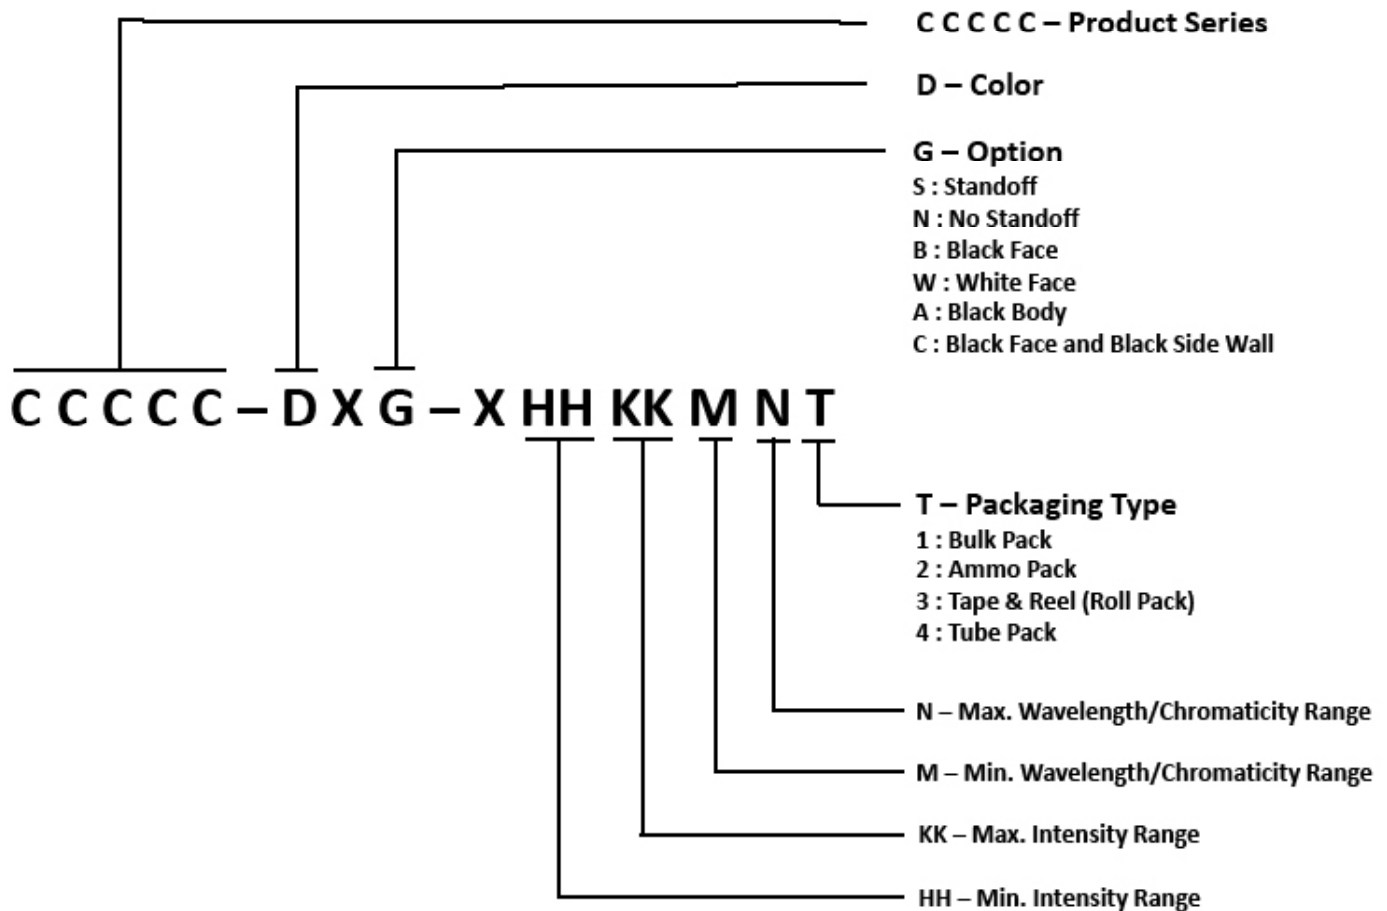 C C C C C – Product Series
D – Color
G – Option
S : Standoff
N : No Standoff
B : Black Face
W : White Face
A : Black Body
C : Black Face and Black Side Wall
C C C C C – D X G – X HH KK M N T
T – Packaging Type
1 : Bulk Pack
2 : Ammo Pack
3 : Tape & Reel (Roll Pack)
4 : Tube Pack
N – Max. Wavelength/Chromaticity Range
M – Min. Wavelength/Chromaticity Range
KK – Max. Intensity Range
HH – Min. Intensity Range